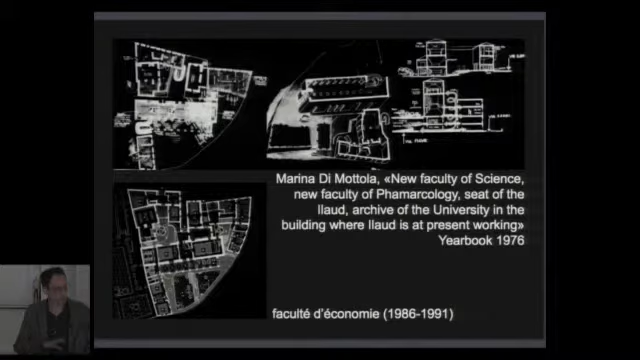 Marina Di Mottola, «New faculty of Science,
new faculty of Phamarcology, seat of the
Ilaud, archive of the University in the
building where Ilaud is at present working»
Yearbook 1976
faculté d'économie (1986-1991)